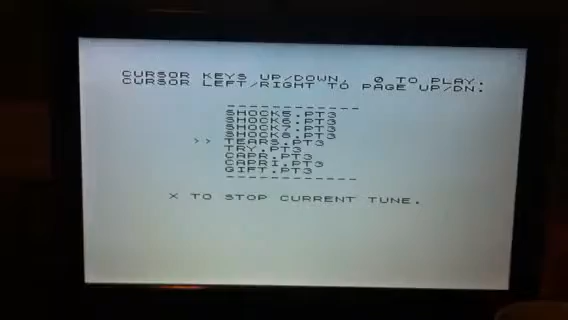 CURSOR KEYS UP/DOWN, 0 TO PLAY.
CURSOR LEFT/RIGHT TO PAGE UP/DN.
------------
SHOCK5.PT3
SHOCK6.PT3
SHOCK7.PT3
SHOCK8.PT3
>> TEARS.PT3
TRY.PT3
CAPR.PT3
CAPRI.PT3
GIFT.PT3
------------
X TO STOP CURRENT TUNE.